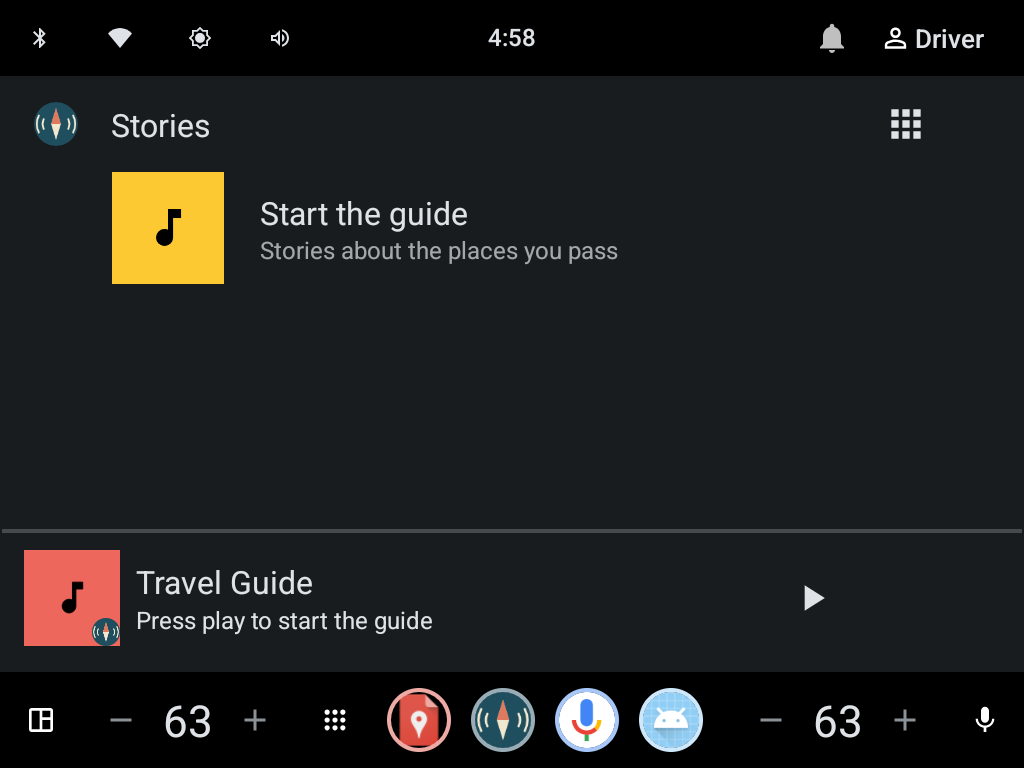 4:58
Driver
Stories
Start the guide
Stories about the places you pass
Travel Guide
Press play to start the guide
63
63